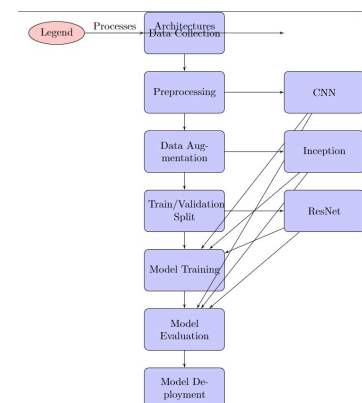 Legend
Processes
Architectures
Data Collection
Preprocessing
CNN
Data Aug-
mentation
Inception
Train/Validation
Split
ResNet
Model Training
Model
Evaluation
Model De-
ployment